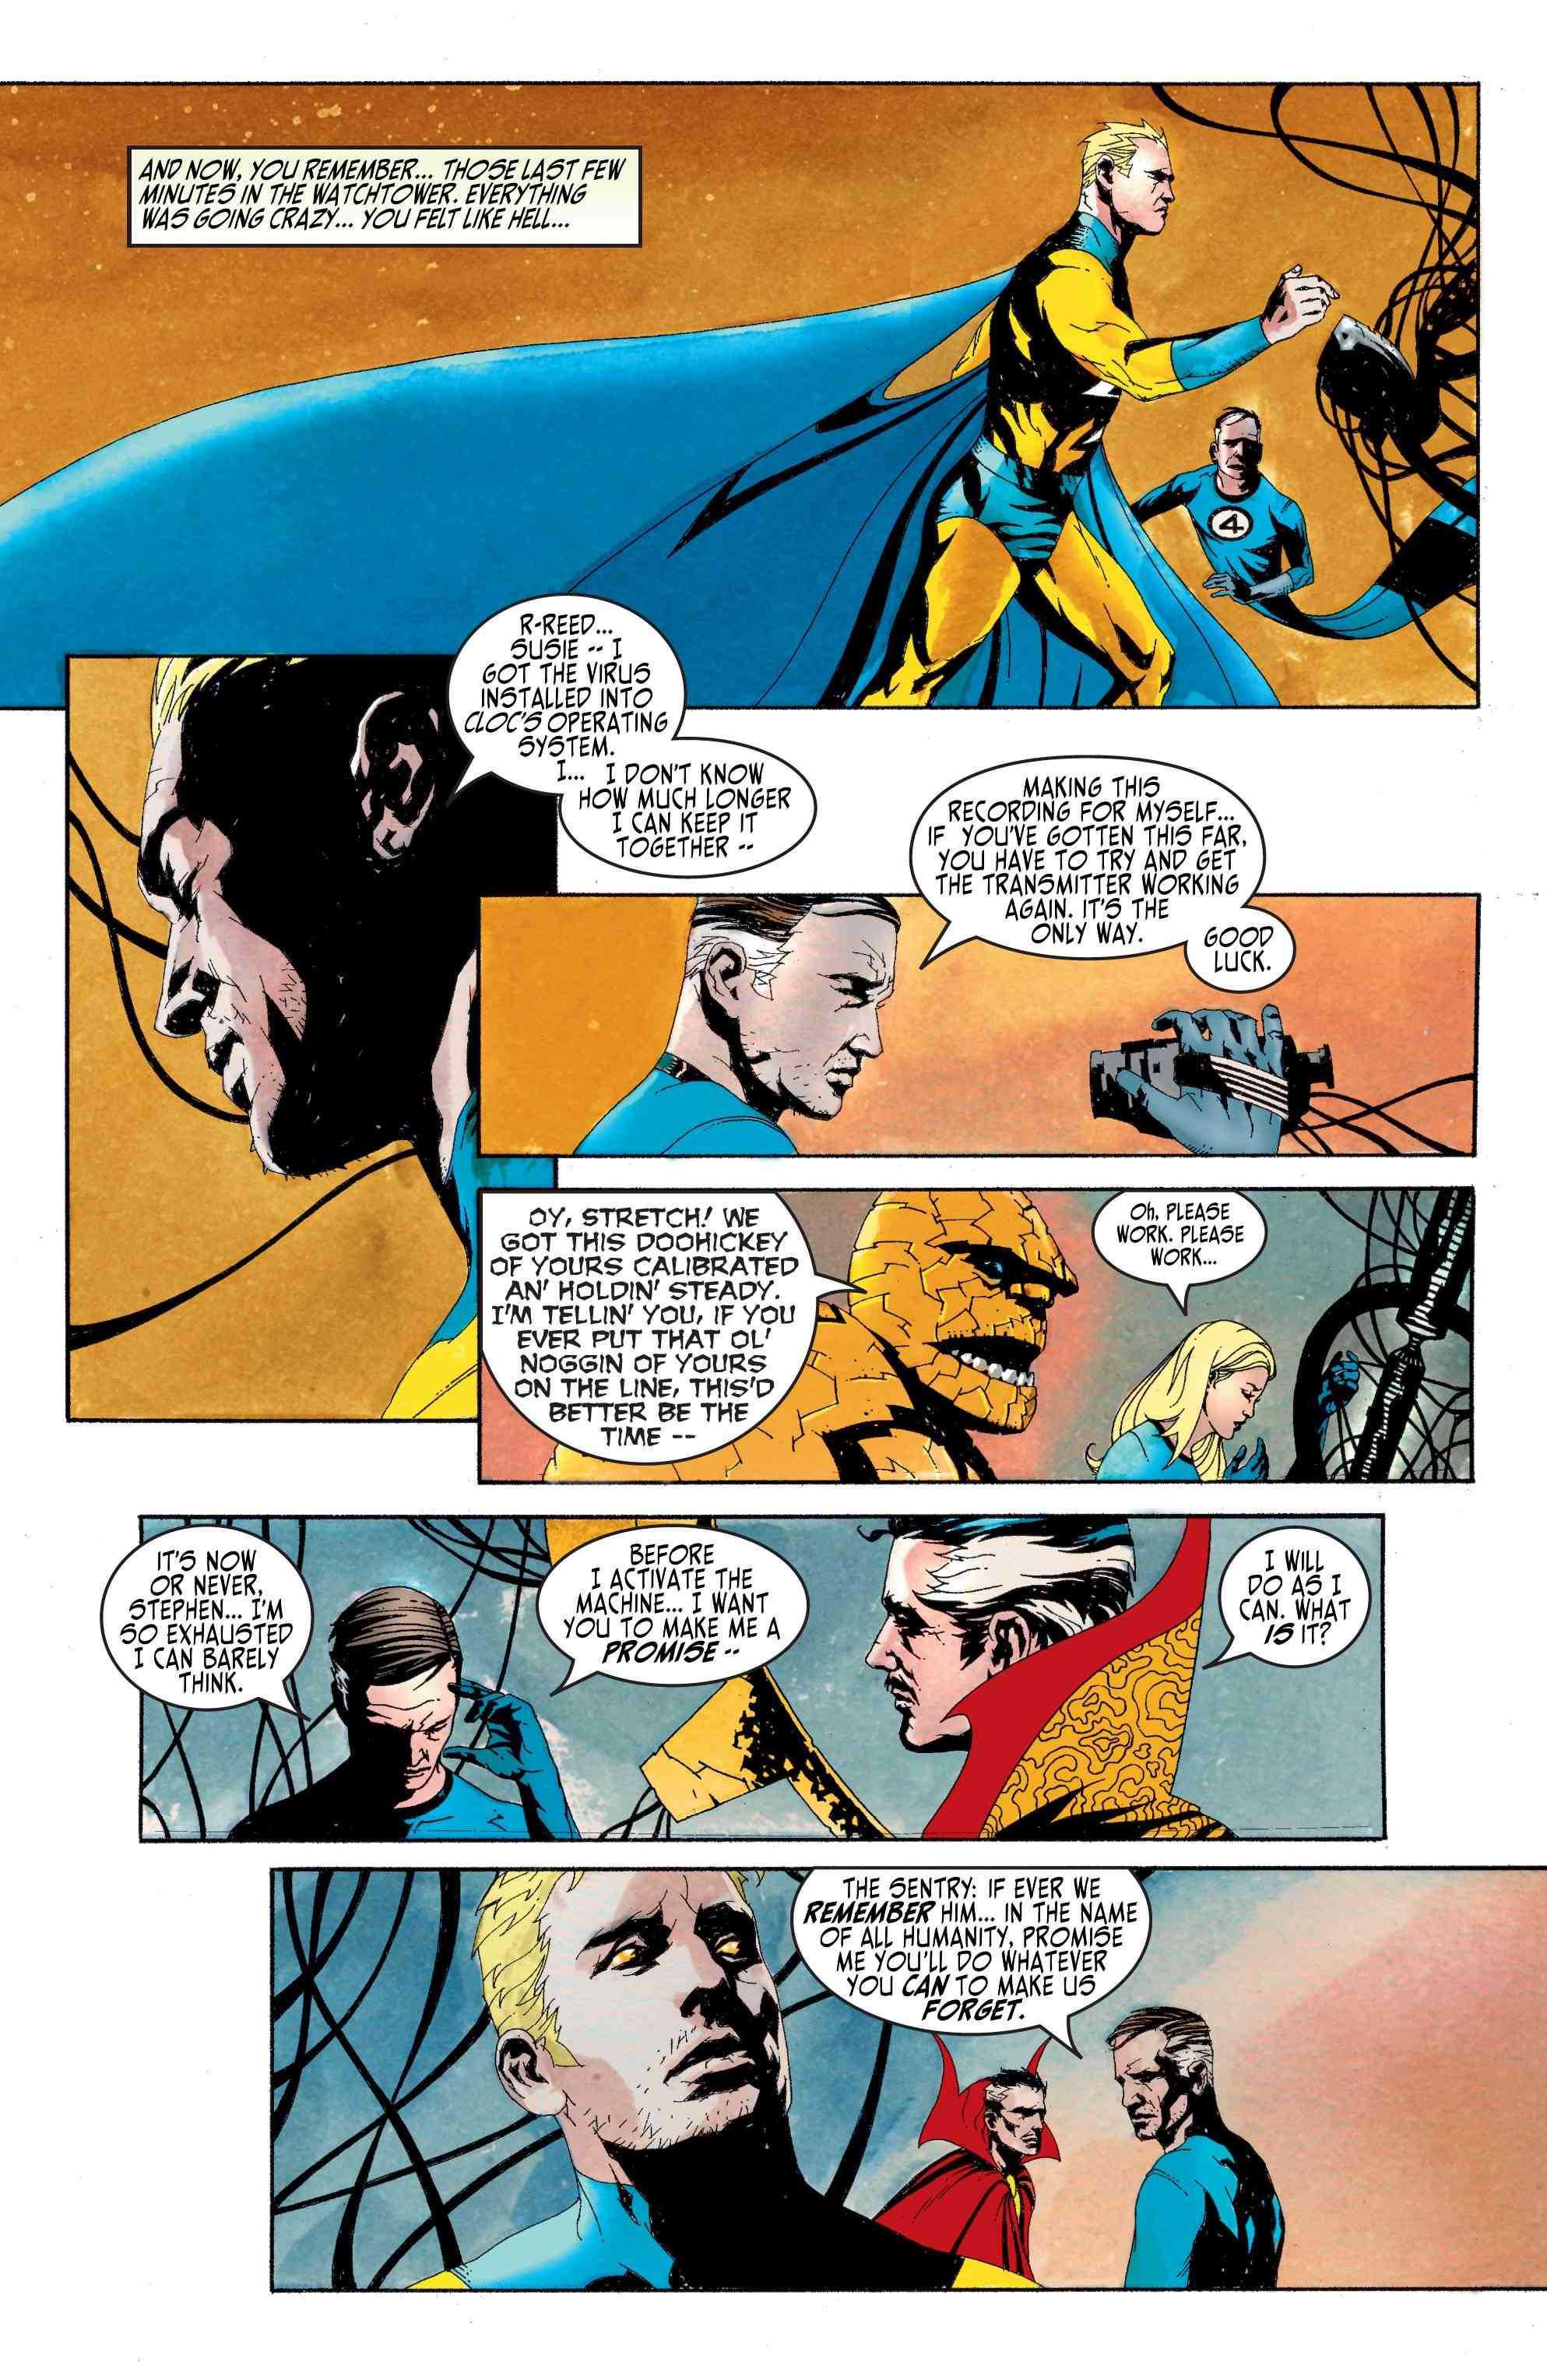 AND NOW, YOU REMEMBER... THOSE LAST FEW
MINUTES IN THE WATCHTOWER. EVERYTHING
WAS GOING CRAZY... YOU FELT LIKE HELL...
4
R-REED...
SUSIE -- I
GOT THE VIRUS
INSTALLED INTO
CLOC'S OPERATING
SYSTEM.
I... I DON'T KNOW
HOW MUCH LONGER
I CAN KEEP IT
TOGETHER --
MAKING THIS
RECORDING FOR MYSELF...
IF YOU'VE GOTTEN THIS FAR,
YOU HAVE TO TRY AND GET
THE TRANSMITTER WORKING
AGAIN. IT'S THE
ONLY WAY.
GOOD
LUCK.
OY, STRETCH! WE
GOT THIS DOOHICKEY
OF YOURS CALIBRATED
AN' HOLDIN' STEADY.
I'M TELLIN' YOU, IF YOU
EVER PUT THAT OL'
NOGGIN OF YOURS
ON THE LINE, THIS'D
BETTER BE THE
TIME --
Oh, PLEASE
WORK. PLEASE
WORK...
IT'S NOW
OR NEVER,
STEPHEN... I'M
SO EXHAUSTED
I CAN BARELY
THINK.
BEFORE
I ACTIVATE THE
MACHINE... I WANT
YOU TO MAKE ME A
PROMISE --
I WILL
DO AS I
CAN. WHAT
IS IT?
THE SENTRY: IF EVER WE
REMEMBER HIM... IN THE NAME
OF ALL HUMANITY, PROMISE
ME YOU'LL DO WHATEVER
YOU CAN TO MAKE US
FORGET.